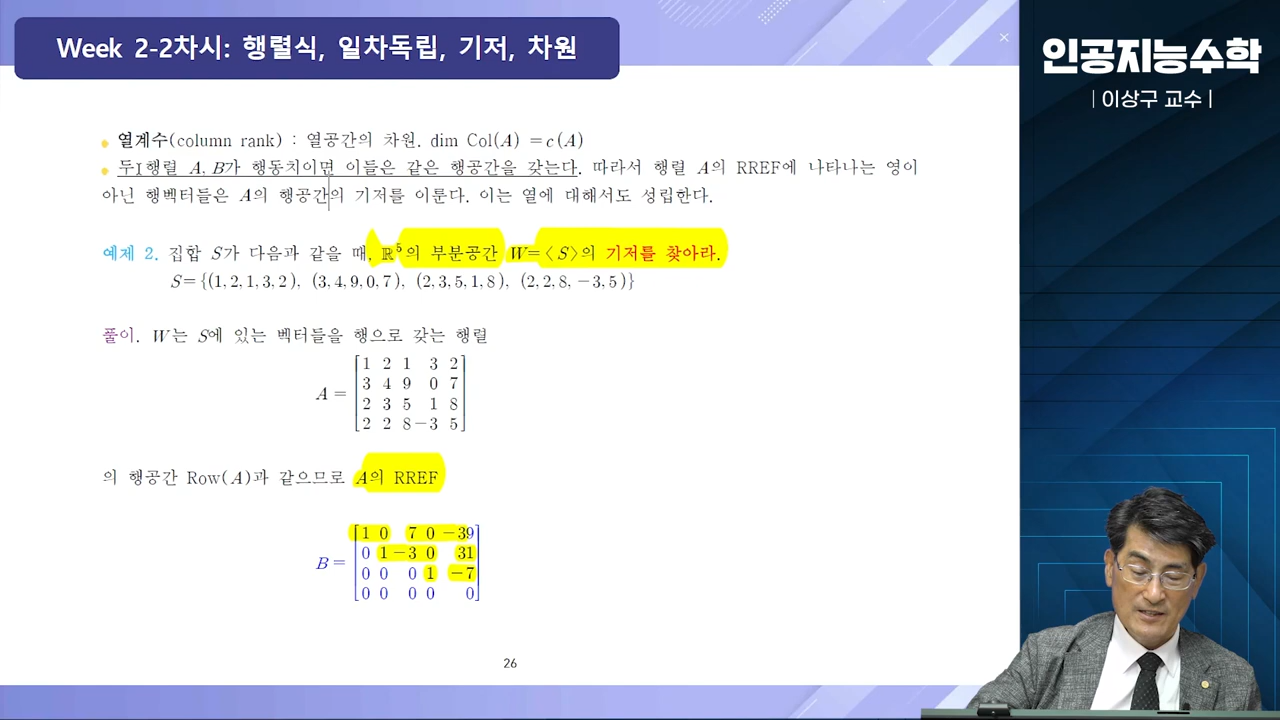 Week 2-2차시: 행렬식, 일차독립, 기저, 차원
인공지능수학
| 이상구 교수 |
• 열계수(column rank) : 열공간의 차원. dim Col(A) = c(A)
• 두 행렬 A, B가 행동치이면 이들은 같은 행공간을 갖는다. 따라서 행렬 A의 RREF에 나타나는 영이
아닌 행벡터들은 A의 행공간의 기저를 이룬다. 이는 열에 대해서도 성립한다.
예제 2. 집합 S가 다음과 같을 때, ℝ⁵의 부분공간 W=⟨S⟩의 기저를 찾아라.
S={(1,2,1,3,2), (3,4,9,0,7), (2,3,5,1,8), (2,2,8,-3,5)}
풀이. W는 S에 있는 벡터들을 행으로 갖는 행렬
A =
1 2 1 3 2
3 4 9 0 7
2 3 5 1 8
2 2 8 -3 5
의 행공간 Row(A)과 같으므로 A의 RREF
B =
1 0 7 0 -39
0 1 -3 0 31
0 0 0 1 -7
0 0 0 0 0
26